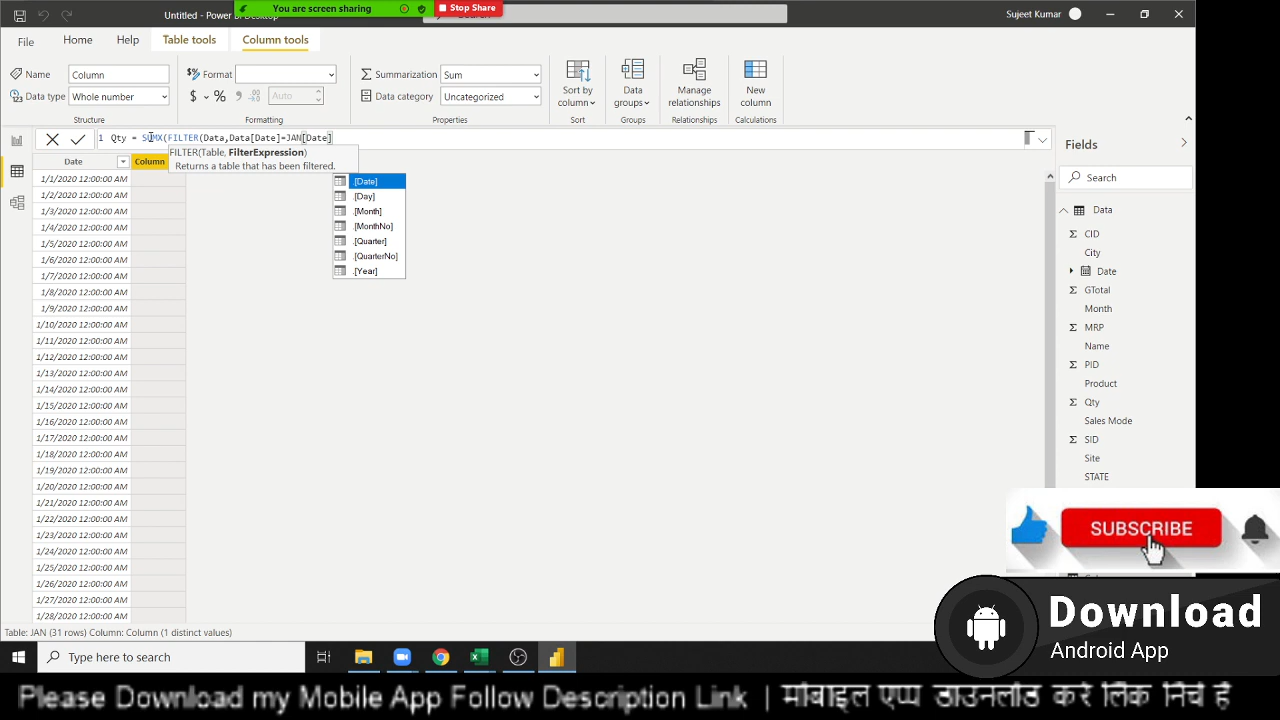 Untitled - Power BI Desktop
You are screen sharing
Stop Share
Sujeet Kumar
File
Home
Help
Table tools
Column tools
Name
Column
Format
Summarization
Sum
Data type
Whole number
$
%
Auto
Data category
Uncategorized
Sort by column
Data groups
Manage relationships
New column
Structure
Formatting
Properties
Sort
Groups
Relationships
Calculations
1 Qty = SUMX(FILTER(Data,Data[Date]=JAN[Date]
FILTER(Table, FilterExpression)
Returns a table that has been filtered.
.[Date]
.[Day]
.[Month]
.[MonthNo]
.[Quarter]
.[QuarterNo]
.[Year]
Date
Column
1/1/2020 12:00:00 AM
1/2/2020 12:00:00 AM
1/3/2020 12:00:00 AM
1/4/2020 12:00:00 AM
1/5/2020 12:00:00 AM
1/6/2020 12:00:00 AM
1/7/2020 12:00:00 AM
1/8/2020 12:00:00 AM
1/9/2020 12:00:00 AM
1/10/2020 12:00:00 AM
1/11/2020 12:00:00 AM
1/12/2020 12:00:00 AM
1/13/2020 12:00:00 AM
1/14/2020 12:00:00 AM
1/15/2020 12:00:00 AM
1/16/2020 12:00:00 AM
1/17/2020 12:00:00 AM
1/18/2020 12:00:00 AM
1/19/2020 12:00:00 AM
1/20/2020 12:00:00 AM
1/21/2020 12:00:00 AM
1/22/2020 12:00:00 AM
1/23/2020 12:00:00 AM
1/24/2020 12:00:00 AM
1/25/2020 12:00:00 AM
1/26/2020 12:00:00 AM
1/27/2020 12:00:00 AM
1/28/2020 12:00:00 AM
Fields
Search
Data
CID
City
Date
GTotal
Month
MRP
Name
PID
Product
Qty
Sales Mode
SID
Site
STATE
SUBSCRIBE
Download
Android App
Table: JAN (31 rows) Column: Column (1 distinct values)
Type here to search
Please Download my Mobile App Follow Description Link | मोबाइल एप्प डाउनलोड करे लिंक निचे है